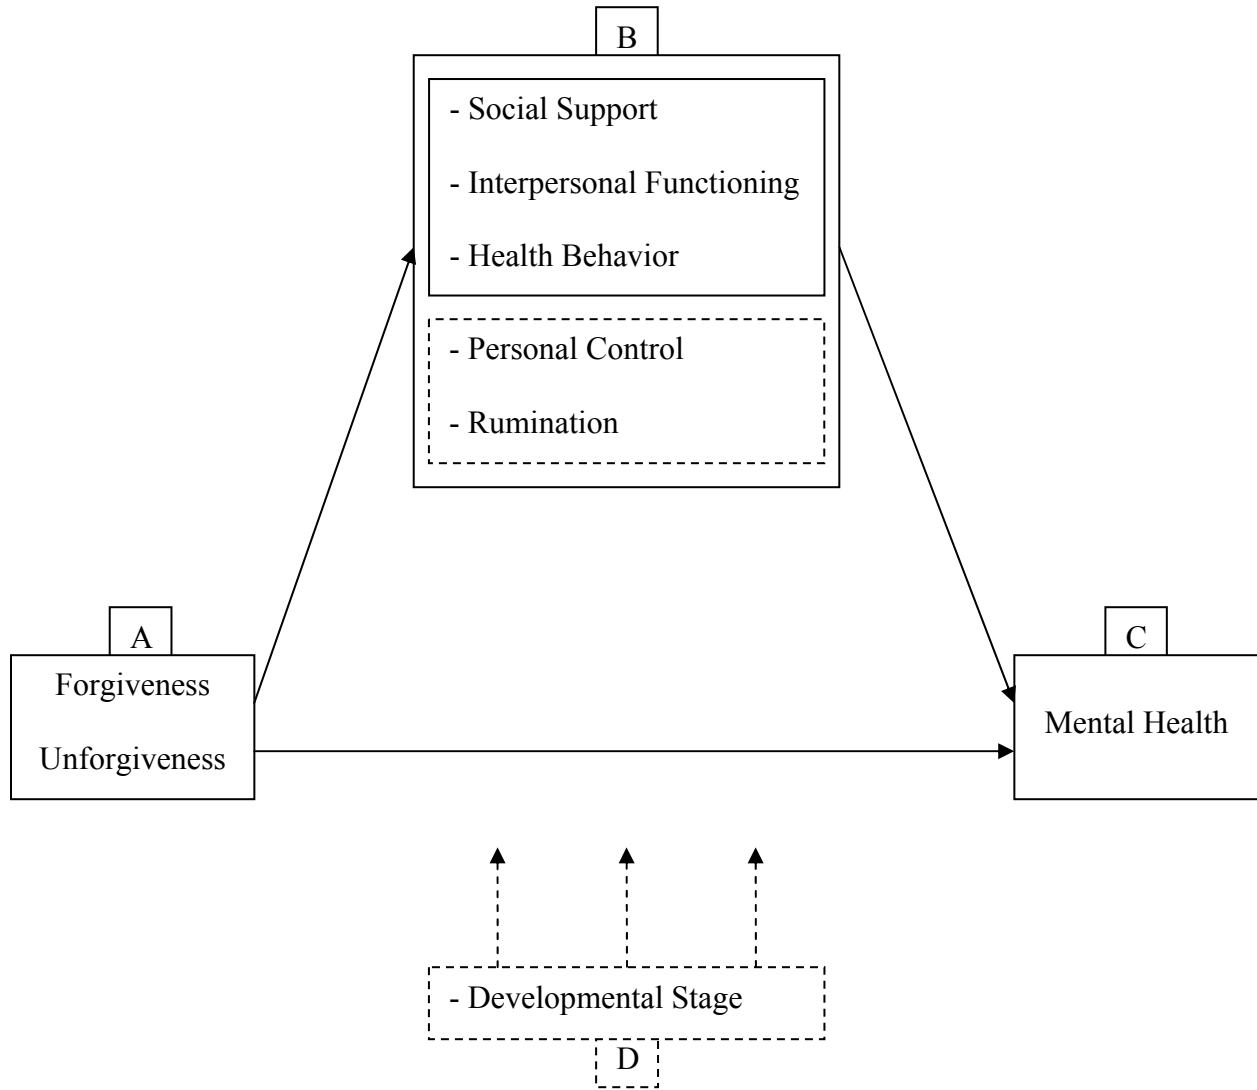 B
- Social Support
- Interpersonal Functioning
- Health Behavior
- Personal Control
- Rumination
A
Forgiveness
Unforgiveness
C
Mental Health
- Developmental Stage
D